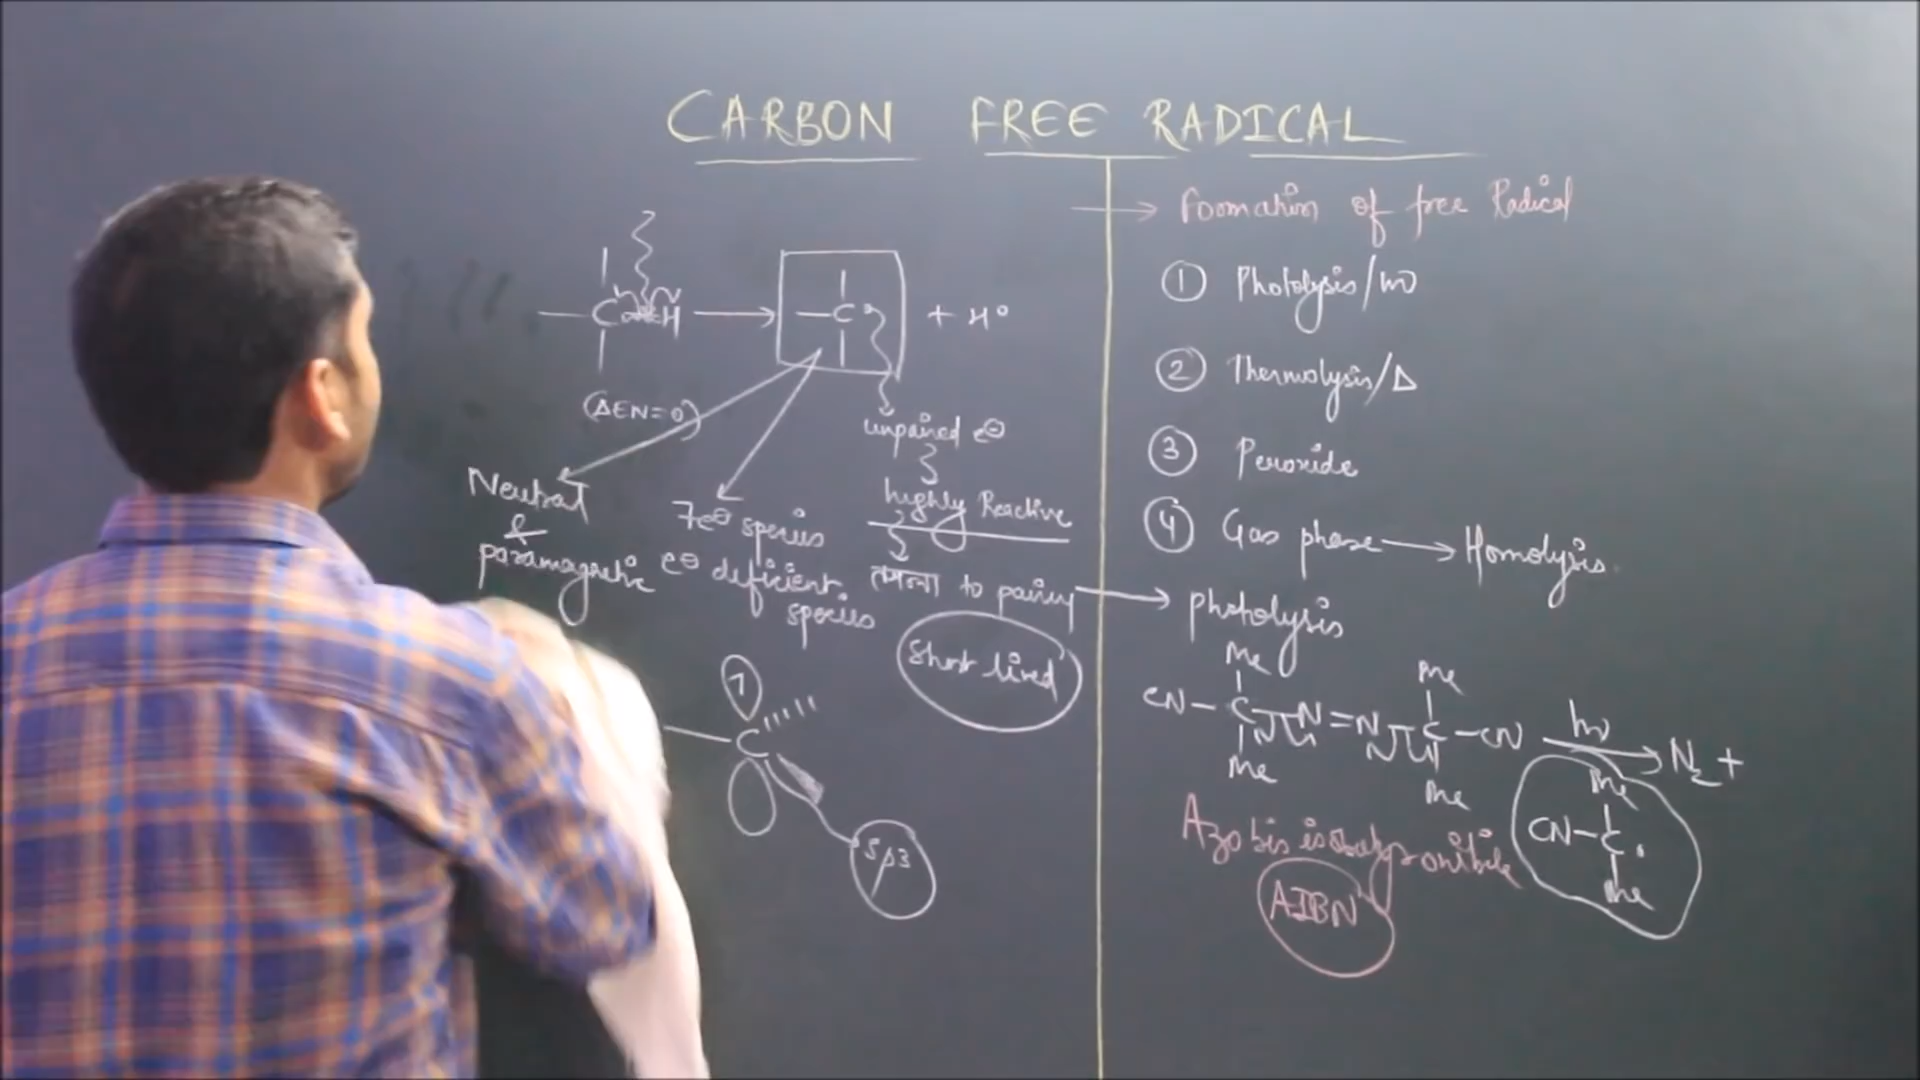 CARBON FREE RADICAL
C H → C + H°
(ΔEN=0)
unpaired e⊖
highly Reactive
to pairing
Short lived
Neutral
&
paramagnetic
7e⊖ species
e⊖ deficient
species
1
C
sp3
→ Formation of free Radical
① Photolysis/hν
② Thermolysis/Δ
③ Peroxide
④ Gas phase → Homolysis
→ photolysis
Me Me
CN-C-N=N-C-CN hν → N2 +
Me Me
Me
CN-C.
Me
AIBN